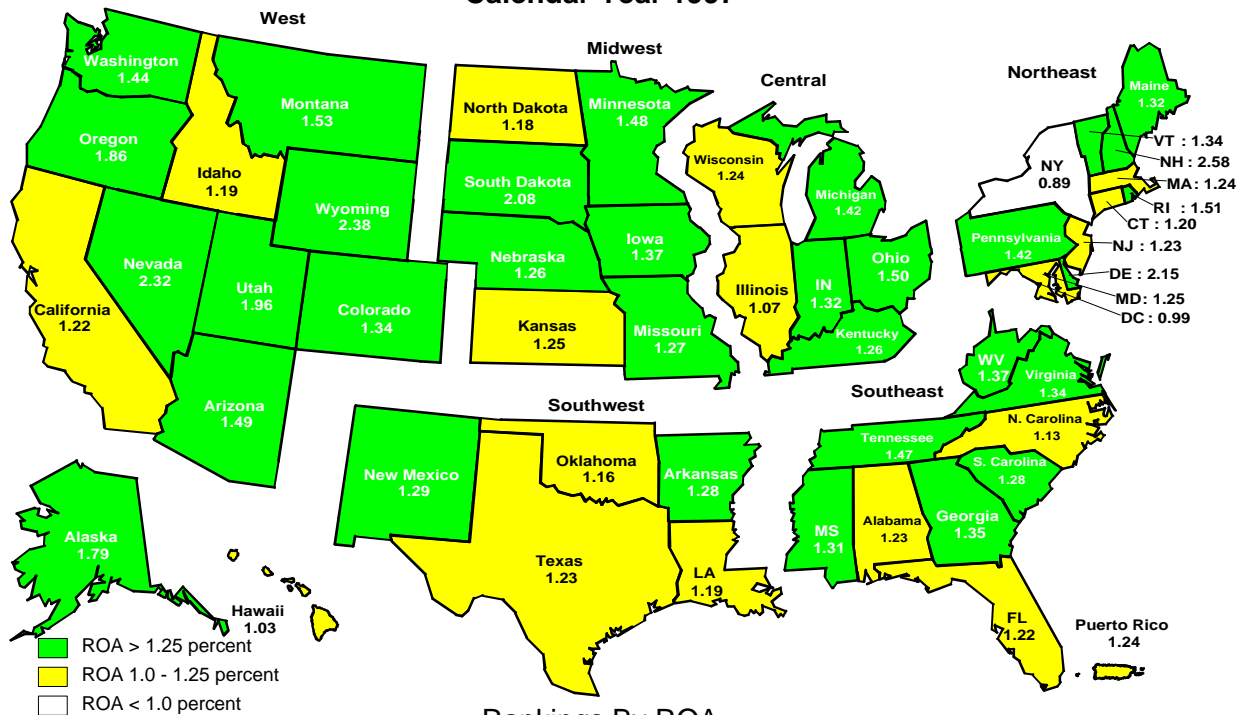 West
Washington
1.44
Oregon
1.86
California
1.22
Idaho
1.19
Nevada
2.32
Montana
1.53
Wyoming
2.38
Utah
1.96
Colorado
1.34
Arizona
1.49
Alaska
1.79
Hawaii
1.03
Midwest
North Dakota
1.18
Minnesota
1.48
South Dakota
2.08
Nebraska
1.26
Iowa
1.37
Kansas
1.25
Missouri
1.27
Central
Wisconsin
1.24
Michigan
1.42
Illinois
1.07
IN
1.32
Ohio
1.50
Kentucky
1.26
Northeast
Maine
1.32
VT : 1.34
NH : 2.58
MA : 1.24
RI : 1.51
CT : 1.20
NJ : 1.23
DE : 2.15
MD: 1.25
DC : 0.99
NY
0.89
Pennsylvania
1.42
Southwest
New Mexico
1.29
Oklahoma
1.16
Arkansas
1.28
Texas
1.23
LA
1.19
Southeast
WV
1.37
Virginia
1.34
Tennessee
1.47
N. Carolina
1.13
S. Carolina
1.28
MS
1.31
Alabama
1.23
Georgia
1.35
FL
1.22
Puerto Rico
1.24
ROA > 1.25 percent
ROA 1.0 - 1.25 percent
ROA < 1.0 percent
Rankings By ROA